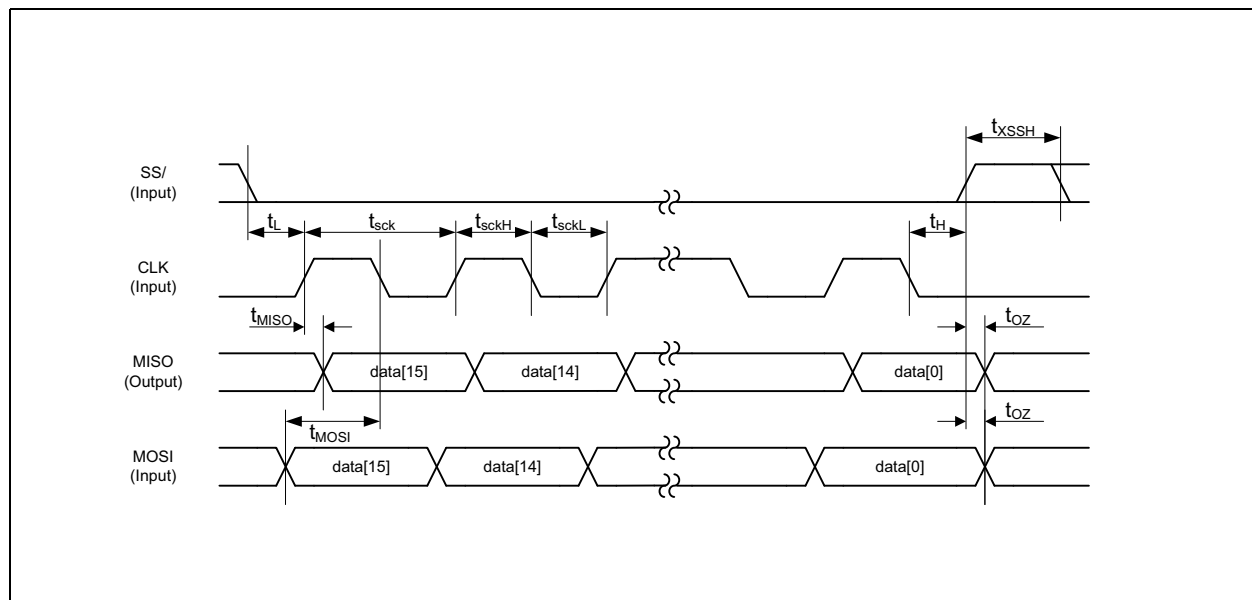 tXSSH
SS/
(Input)
tL
tsck
tsckH
tsckL
tH
CLK
(Input)
tMISO
tOZ
MISO
(Output)
data[15]
data[14]
data[0]
tMOSI
tOZ
MOSI
(Input)
data[15]
data[14]
data[0]